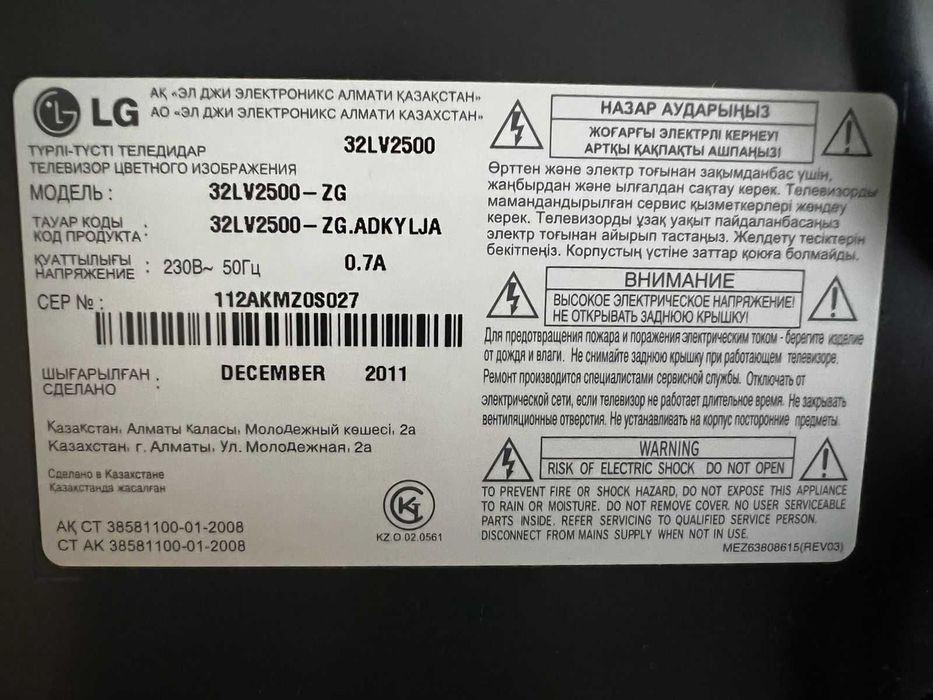 LG
АҚ «ЭЛ ДЖИ ЭЛЕКТРОНИКС АЛМАТИ ҚАЗАҚСТАН»
АО «ЭЛ ДЖИ ЭЛЕКТРОНИКС АЛМАТИ КАЗАХСТАН»
ТҮРЛІ-ТҮСТІ ТЕЛЕДИДАР
32LV2500
ТЕЛЕВИЗОР ЦВЕТНОГО ИЗОБРАЖЕНИЯ
МОДЕЛЬ : 32LV2500-ZG
ТАУАР КОДЫ
КОД ПРОДУКТА : 32LV2500-ZG.ADKYLJA
ҚУАТТЫЛЫҒЫ
НАПРЯЖЕНИЕ : 230В~ 50Гц 0.7A
СЕР № : 112AKMZ0S027
ШЫҒАРЫЛҒАН
СДЕЛАНО : DECEMBER 2011
Қазақстан, Алматы қаласы, Молодежный көшесі, 2а
Казахстан, г. Алматы, Ул. Молодежная, 2а
Сделано в Казахстане
Қазақстанда жасалған
KZ.O.02.0561
АҚ СТ 38581100-01-2008
СТ АК 38581100-01-2008
НАЗАР АУДАРЫҢЫЗ
ЖОҒАРҒЫ ЭЛЕКТРЛІ КЕРНЕУ!
АРТҚЫ ҚАҚПАҚТЫ АШПАҢЫЗ!
Өрттен және электр тоғынан зақымданбас үшін,
жаңбырдан және ылғалдан сақтау керек. Телевизорды
мамандандырылған сервис қызметкерлері жөндеу
керек. Телевизорды ұзақ уақыт пайдаланбасаңыз
электр тоғынан айырып тастаңыз. Желдету тесіктерін
бекітпеңіз. Корпустың үстіне заттар қоюға болмайды.
ВНИМАНИЕ
ВЫСОКОЕ ЭЛЕКТРИЧЕСКОЕ НАПРЯЖЕНИЕ!
НЕ ОТКРЫВАТЬ ЗАДНЮЮ КРЫШКУ!
Для предотвращения пожара и поражения электрическим током - берегите изделие
от дождя и влаги. Не снимайте заднюю крышку при работающем телевизоре.
Ремонт производится специалистами сервисной службы. Отключать от
электрической сети, если телевизор не работает длительное время. Не закрывать
вентиляционные отверстия. Не устанавливать на корпус посторонние предметы.
WARNING
RISK OF ELECTRIC SHOCK DO NOT OPEN
TO PREVENT FIRE OR SHOCK HAZARD, DO NOT EXPOSE THIS APPLIANCE
TO RAIN OR MOISTURE. DO NOT REMOVE COVER. NO USER SERVICEABLE
PARTS INSIDE. REFER SERVICING TO QUALIFIED SERVICE PERSON.
DISCONNECT FROM MAINS SUPPLY WHEN NOT IN USE.
MEZ63808615(REV03)